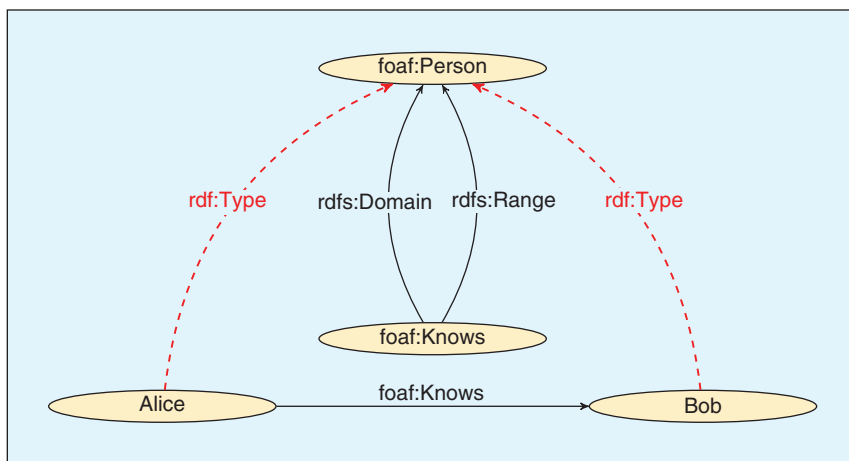 foaf:Person
rdf:Type
rdfs:Domain
rdfs:Range
rdf:Type
foaf:Knows
Alice
foaf:Knows
Bob